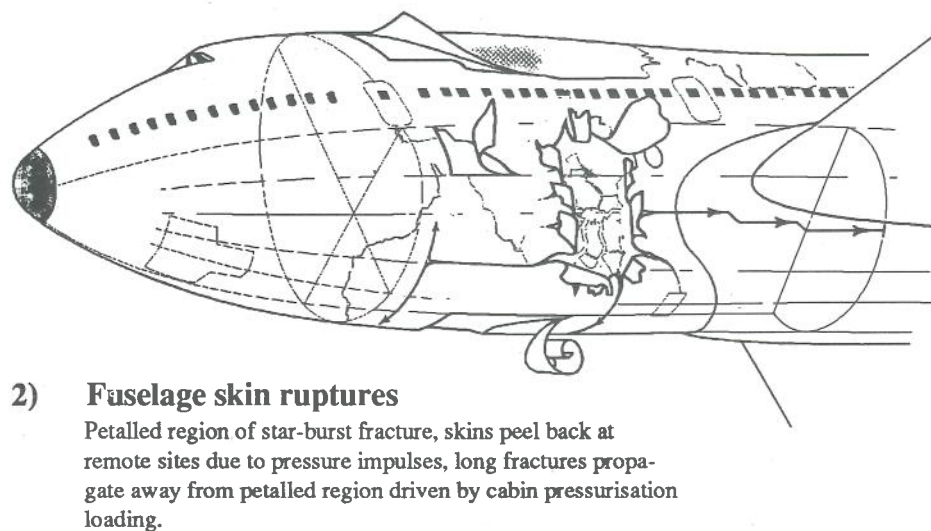 2) Fuselage skin ruptures
Petalled region of star-burst fracture, skins peel back at
remote sites due to pressure impulses, long fractures propa-
gate away from petalled region driven by cabin pressurisation
loading.